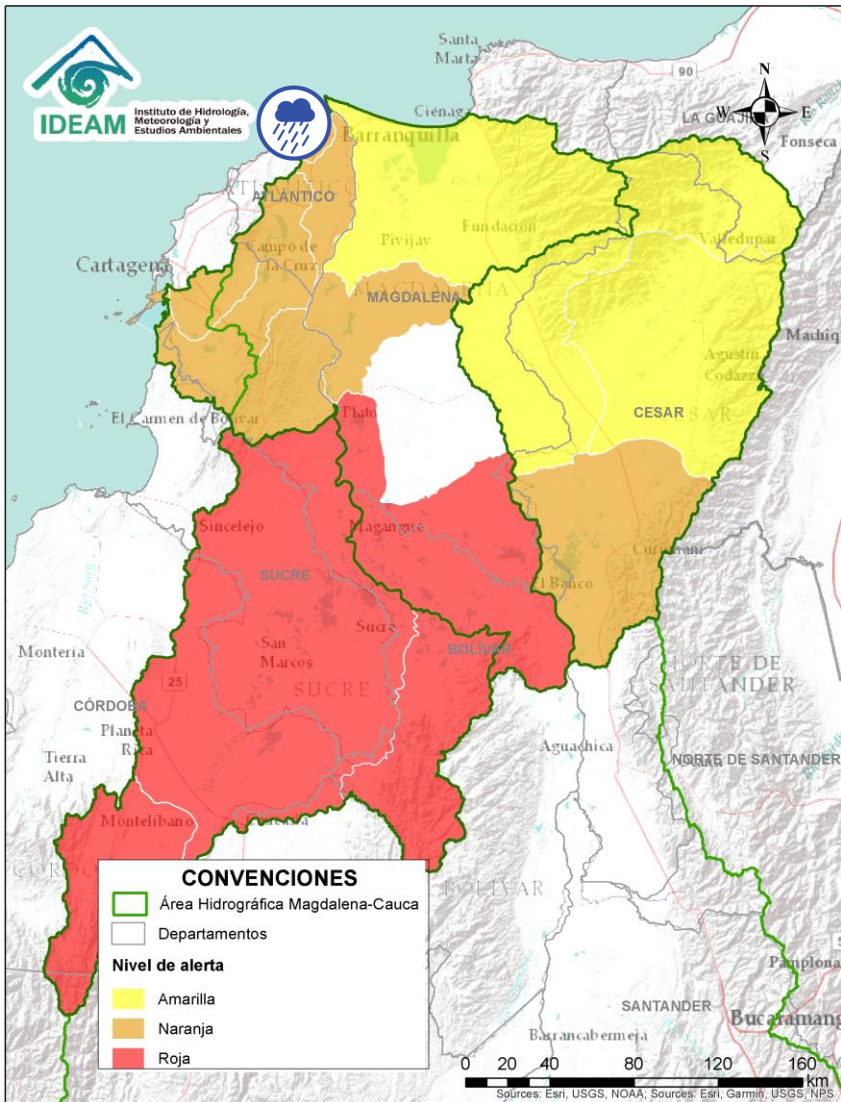 IDEAM
Instituto de Hidrología,
Meteorología y
Estudios Ambientales
Santa
Marta
90
N
W
E
S
LA GUAJIR
Fonseca
Ciénaga
Barranquilla
ATLÁNTICO
Fundación
Pivijay
Valledupar
Cartagena
Campo de
la Cruz
MAGDALENA
Machiq
Agustín
Codazzi
CESAR
El Carmen de Bolívar
Plato
Sincelejo
Magangué
SUCRE
El Banco
Sucre
San
Marcos
BOLÍVAR
Montería
SUCRE
NORTE DE
SANTANDER
25
CÓRDOBA
Planeta
Rica
Aguachica
Tierra
Alta
NORTE DE SANTANDER
Montelíbano
BOLÍVAR
CONVENCIONES
Área Hidrográfica Magdalena-Cauca
Departamentos
Nivel de alerta
Amarilla
Naranja
Roja
Pamplona
SANTANDER
Bucaramang
Barrancabermeja
0 20 40 80 120 160
km
Sources: Esri, USGS, NOAA; Sources: Esri, Garmin, USGS, NPS